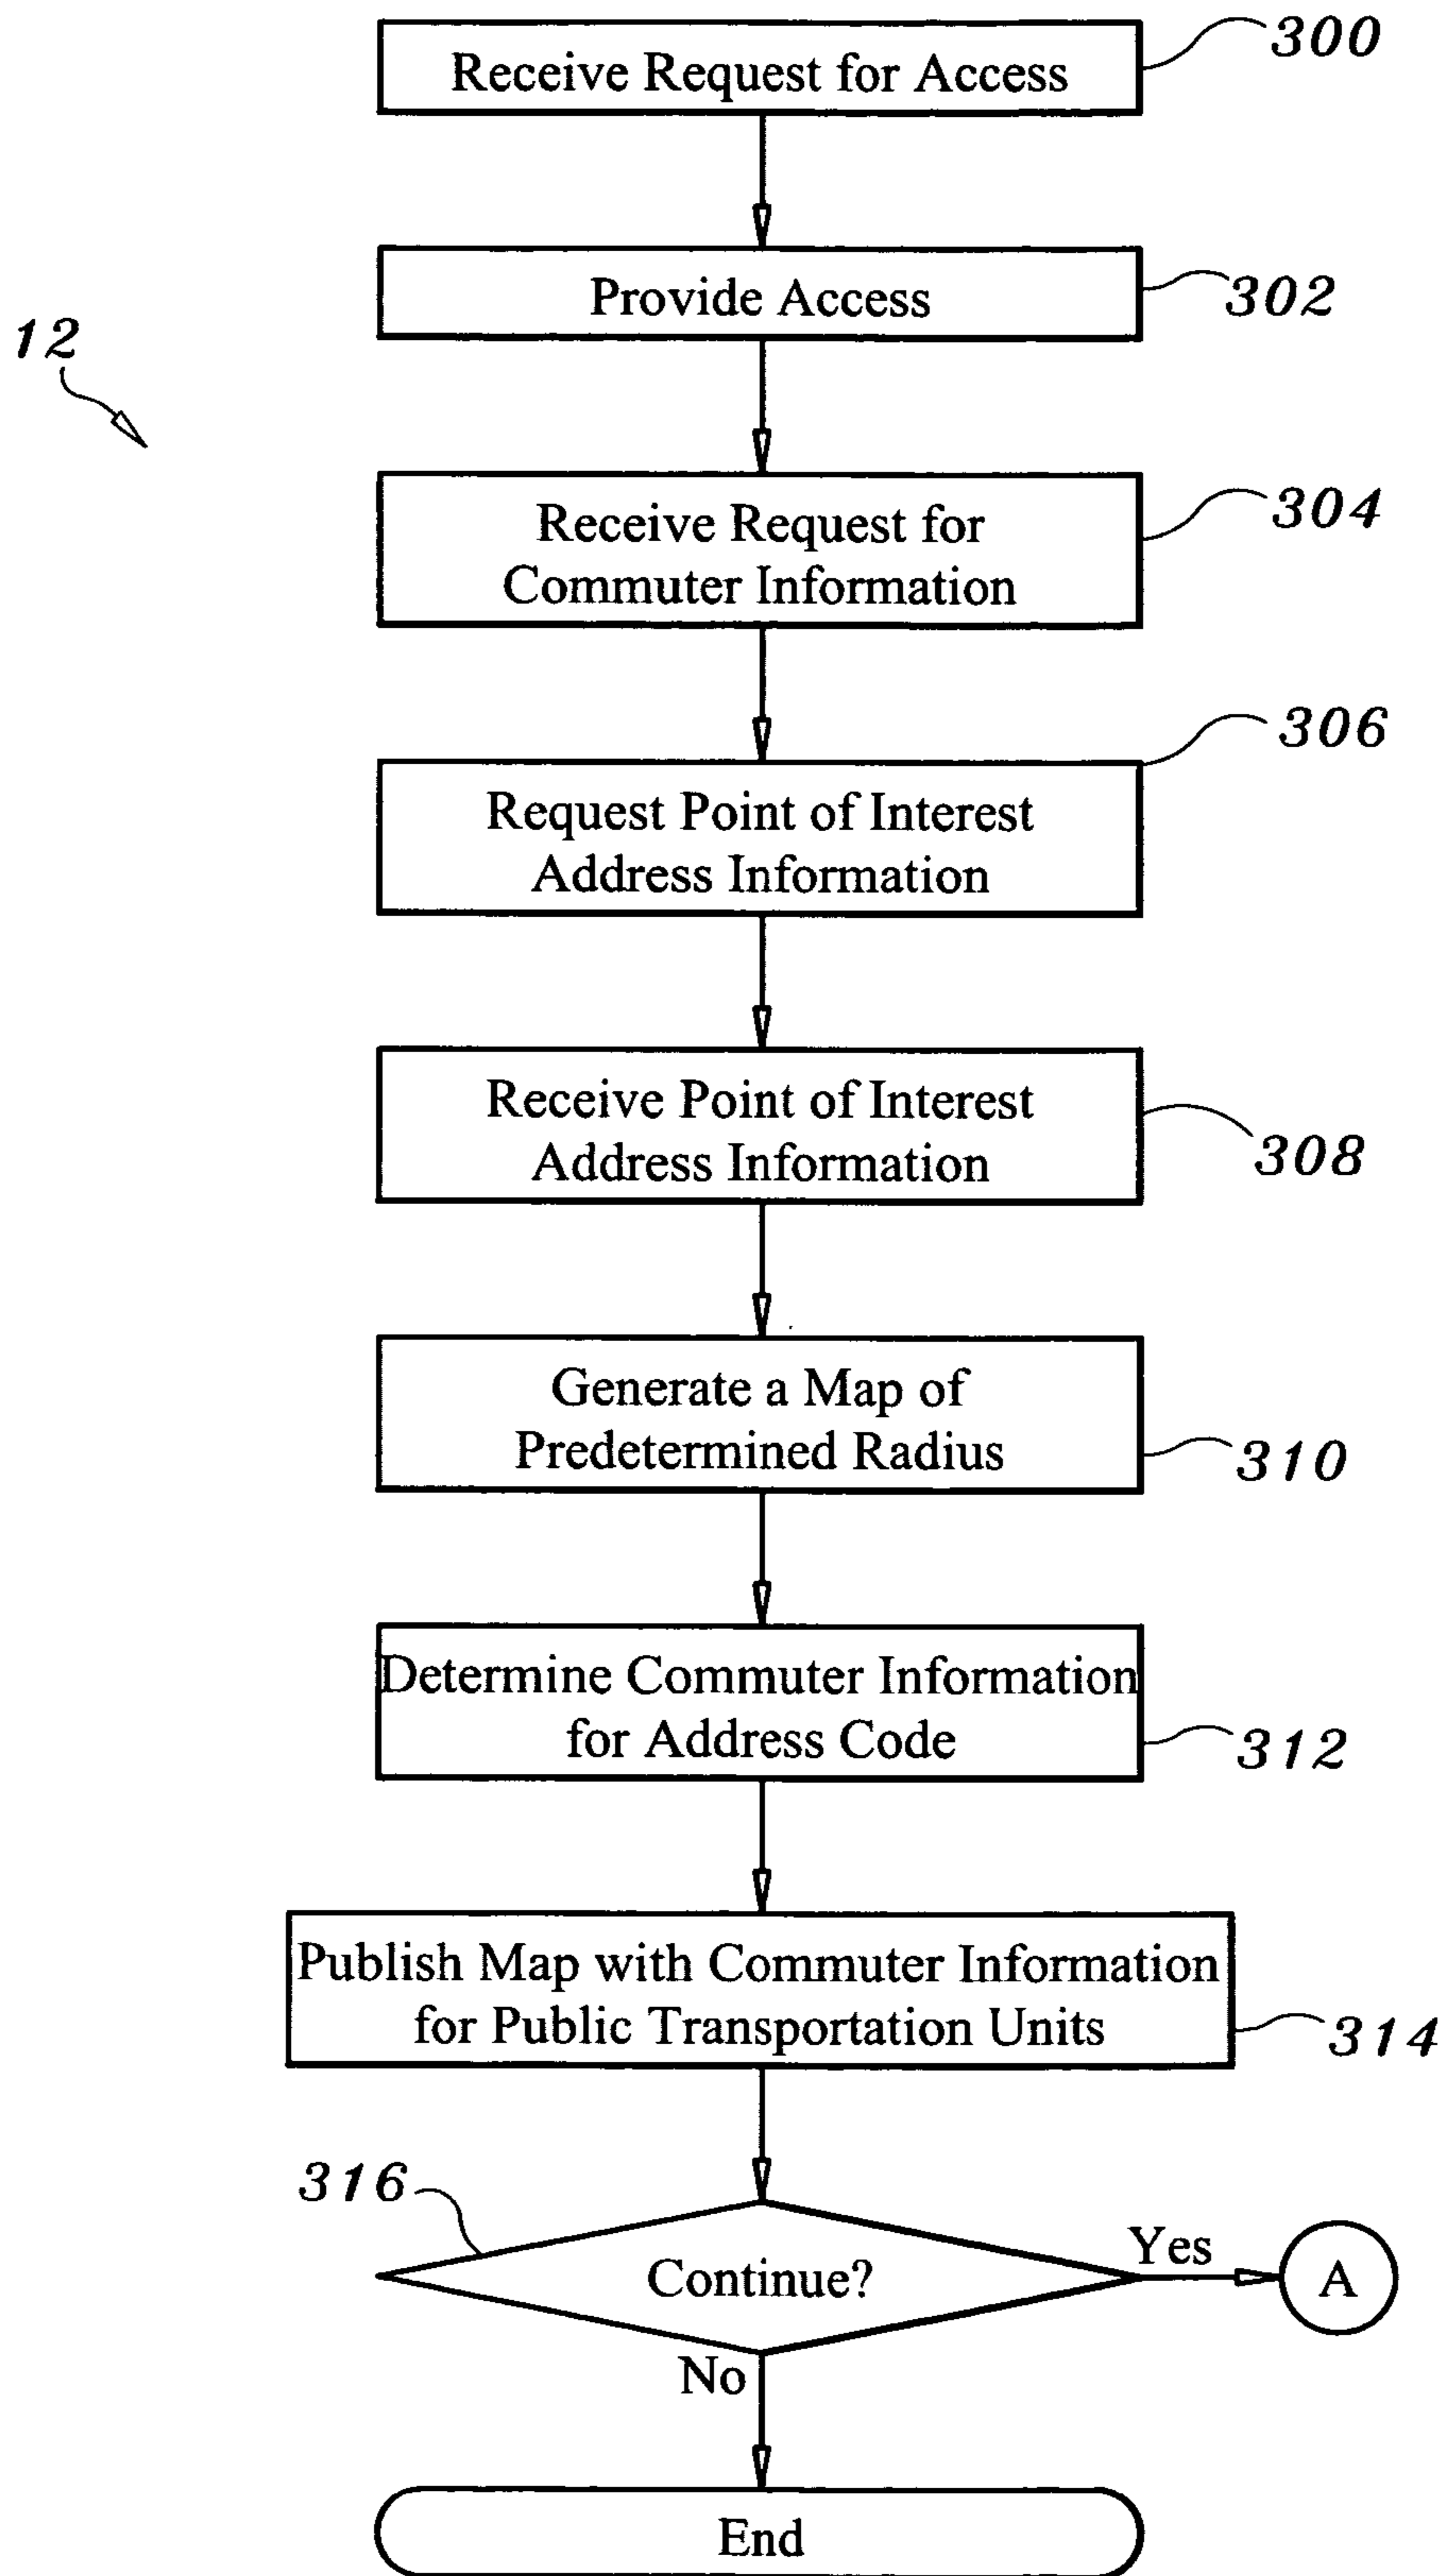 300
Receive Request for Access
Provide Access
302
12
304
Receive Request for
Commuter Information
306
Request Point of Interest
Address Information
Receive Point of Interest
Address Information
308
Generate a Map of
Predetermined Radius
310
Determine Commuter Information
for Address Code
312
Publish Map with Commuter Information
for Public Transportation Units
314
316
Continue?
Yes
A
No
End